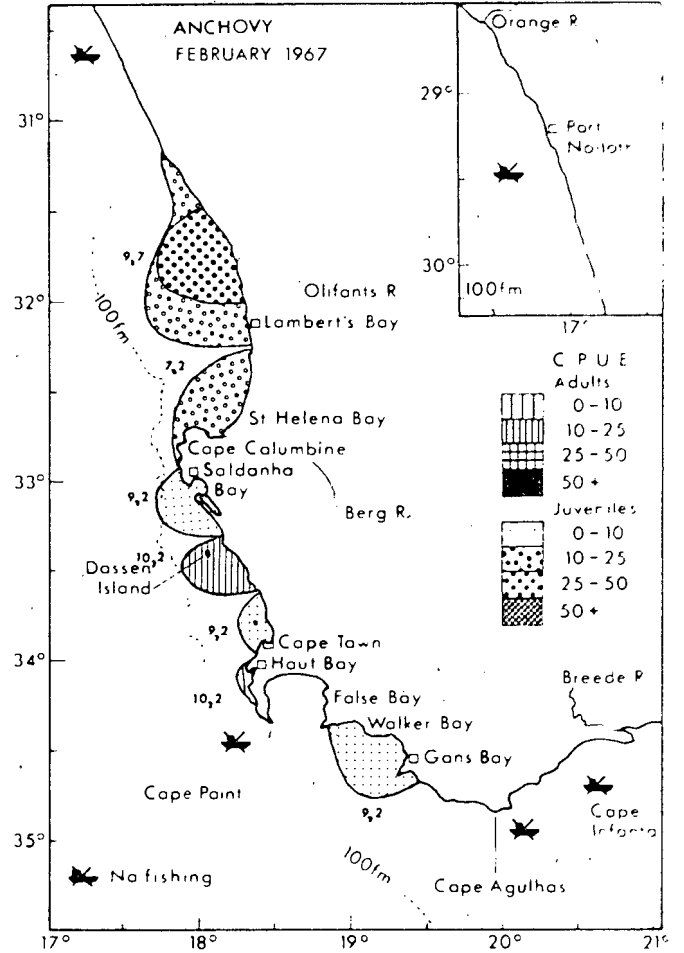 ANCHOVY
FEBRUARY 1967
31°
32°
33°
34°
35°
17°
18°
19°
20°
21°
Orange R
29°
Port
Nolloth
30°
100fm
17°
9,7
100fm
Olifants R
Lambert's Bay
7,2
St Helena Bay
Cape Calumbine
Saldanha
Bay
9,2
Berg R.
10,2
Dassen
Island
9,2
Cape Town
Haut Bay
10,2
False Bay
Walker Bay
Gans Bay
9,2
Breede R
Cape Point
Cape
Infanta
Cape Agulhas
100fm
No fishing
C P U E
Adults
0-10
10-25
25-50
50+
Juveniles
0-10
10-25
25-50
50+